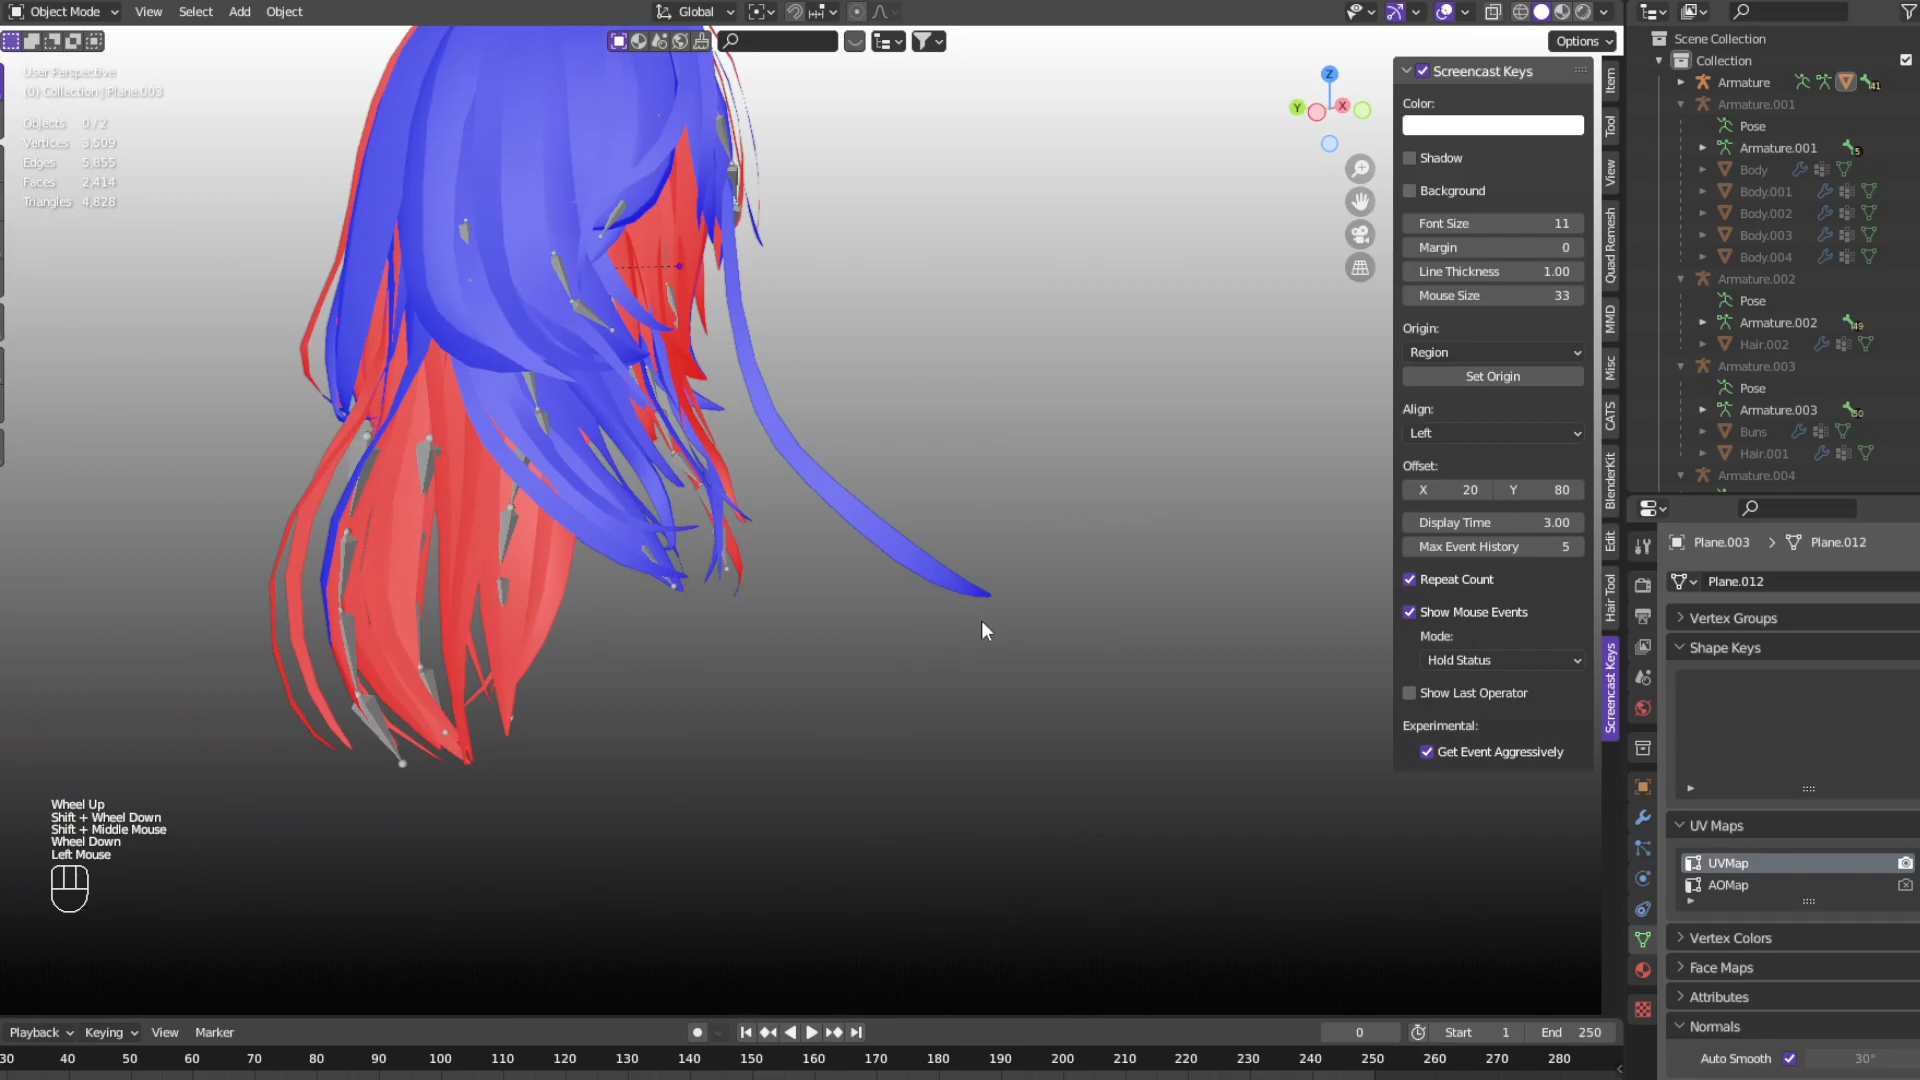 Object Mode
View
Select
Add
Object
Global
Options
User Perspective
(0) Collection | Plane.003
Objects 0 / 2
Vertices 3,509
Edges 5,855
Faces 2,414
Triangles 4,828
Z
Y
X
Screencast Keys
Color:
Shadow
Background
Font Size 11
Margin 0
Line Thickness 1.00
Mouse Size 33
Origin:
Region
Set Origin
Align:
Left
Offset:
X 20 Y 80
Display Time 3.00
Max Event History 5
Repeat Count
Show Mouse Events
Mode:
Hold Status
Show Last Operator
Experimental:
Get Event Aggressively
Item
Tool
View
Quad Remesh
MMD
Misc
CATS
BlenderKit
Edit
Hair Tool
Screencast Keys
Scene Collection
Collection
Armature 41
Armature.001
Pose
Armature.001 5
Body
Body.001
Body.002
Body.003
Body.004
Armature.002
Pose
Armature.002 49
Hair.002
Armature.003
Pose
Armature.003
Buns
Hair.001
Armature.004
Plane.003 > Plane.012
Plane.012
Vertex Groups
Shape Keys
UV Maps
UVMap
AOMap
Vertex Colors
Face Maps
Attributes
Normals
Auto Smooth 30°
Wheel Up
Shift + Wheel Down
Shift + Middle Mouse
Wheel Down
Left Mouse
Playback
Keying
View
Marker
0
Start 1
End 250
30 40 50 60 70 80 90 100 110 120 130 140 150 160 170 180 190 200 210 220 230 240 250 260 270 280